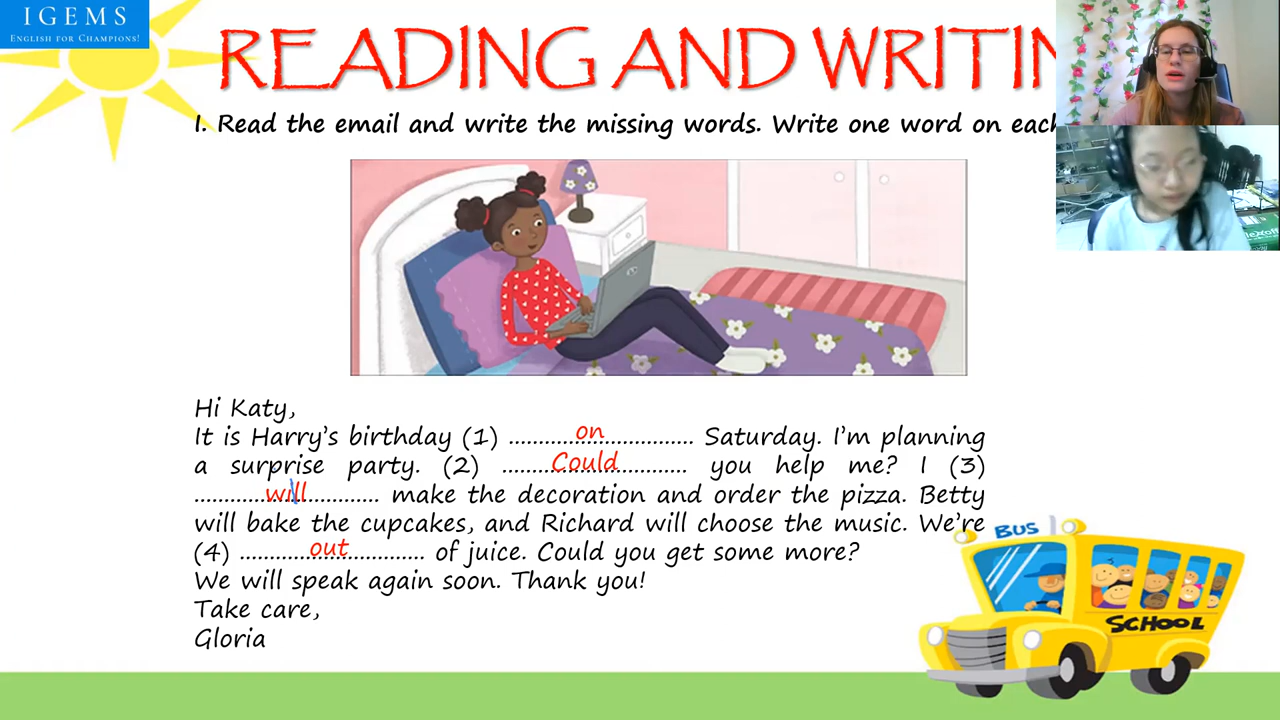 IGEMS
ENGLISH FOR CHAMPIONS!
READING AND WRITIN
I. Read the email and write the missing words. Write one word on each
Hi Katy,
It is Harry's birthday (1) ...............on................ Saturday. I'm planning
a surprise party. (2) ...............Could................ you help me? I (3)
...............will................ make the decoration and order the pizza. Betty
will bake the cupcakes, and Richard will choose the music. We're
(4) ...............out................ of juice. Could you get some more?
We will speak again soon. Thank you!
Take care,
Gloria
BUS
SCHOOL